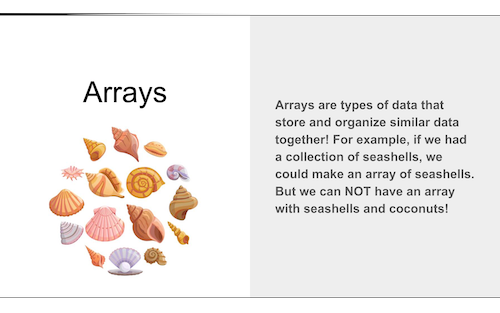 Arrays
Arrays are types of data that
store and organize similar data
together! For example, if we had
a collection of seashells, we
could make an array of seashells.
But we can NOT have an array
with seashells and coconuts!